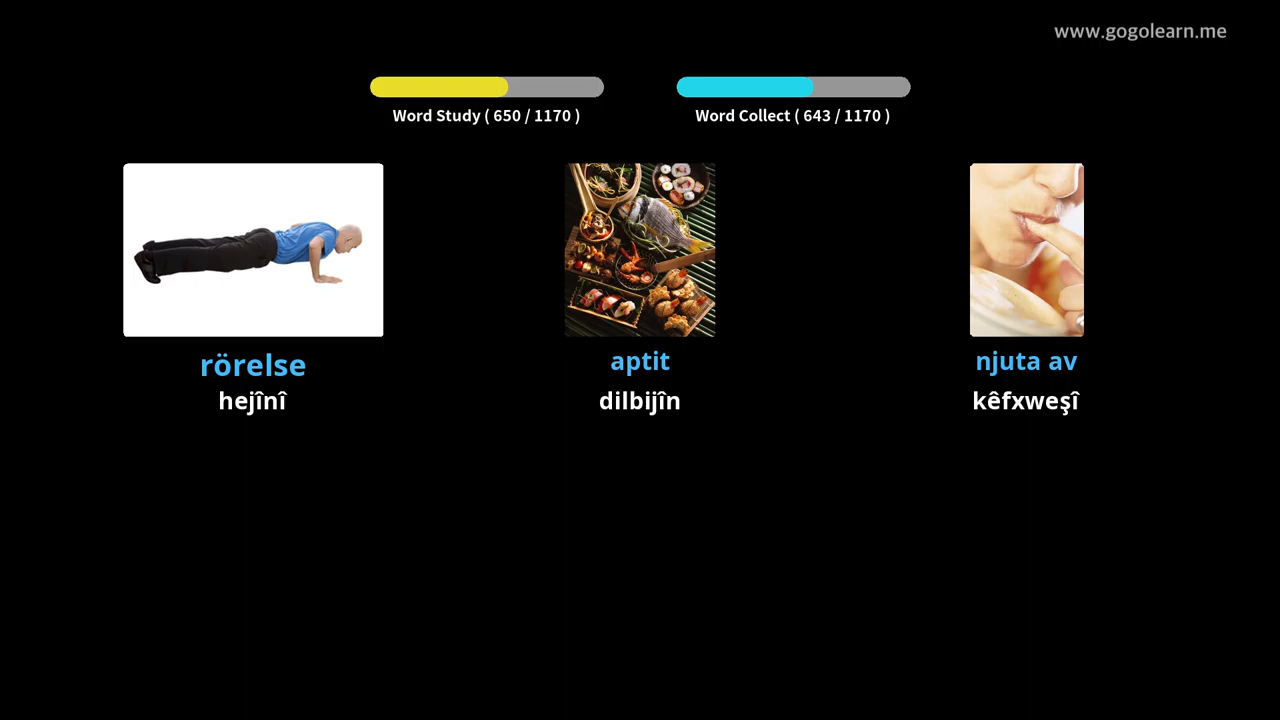 www.gogolearn.me
Word Study ( 650 / 1170 )
Word Collect ( 643 / 1170 )
rörelse
hejînî
aptit
dilbijîn
njuta av
kêfxweşî